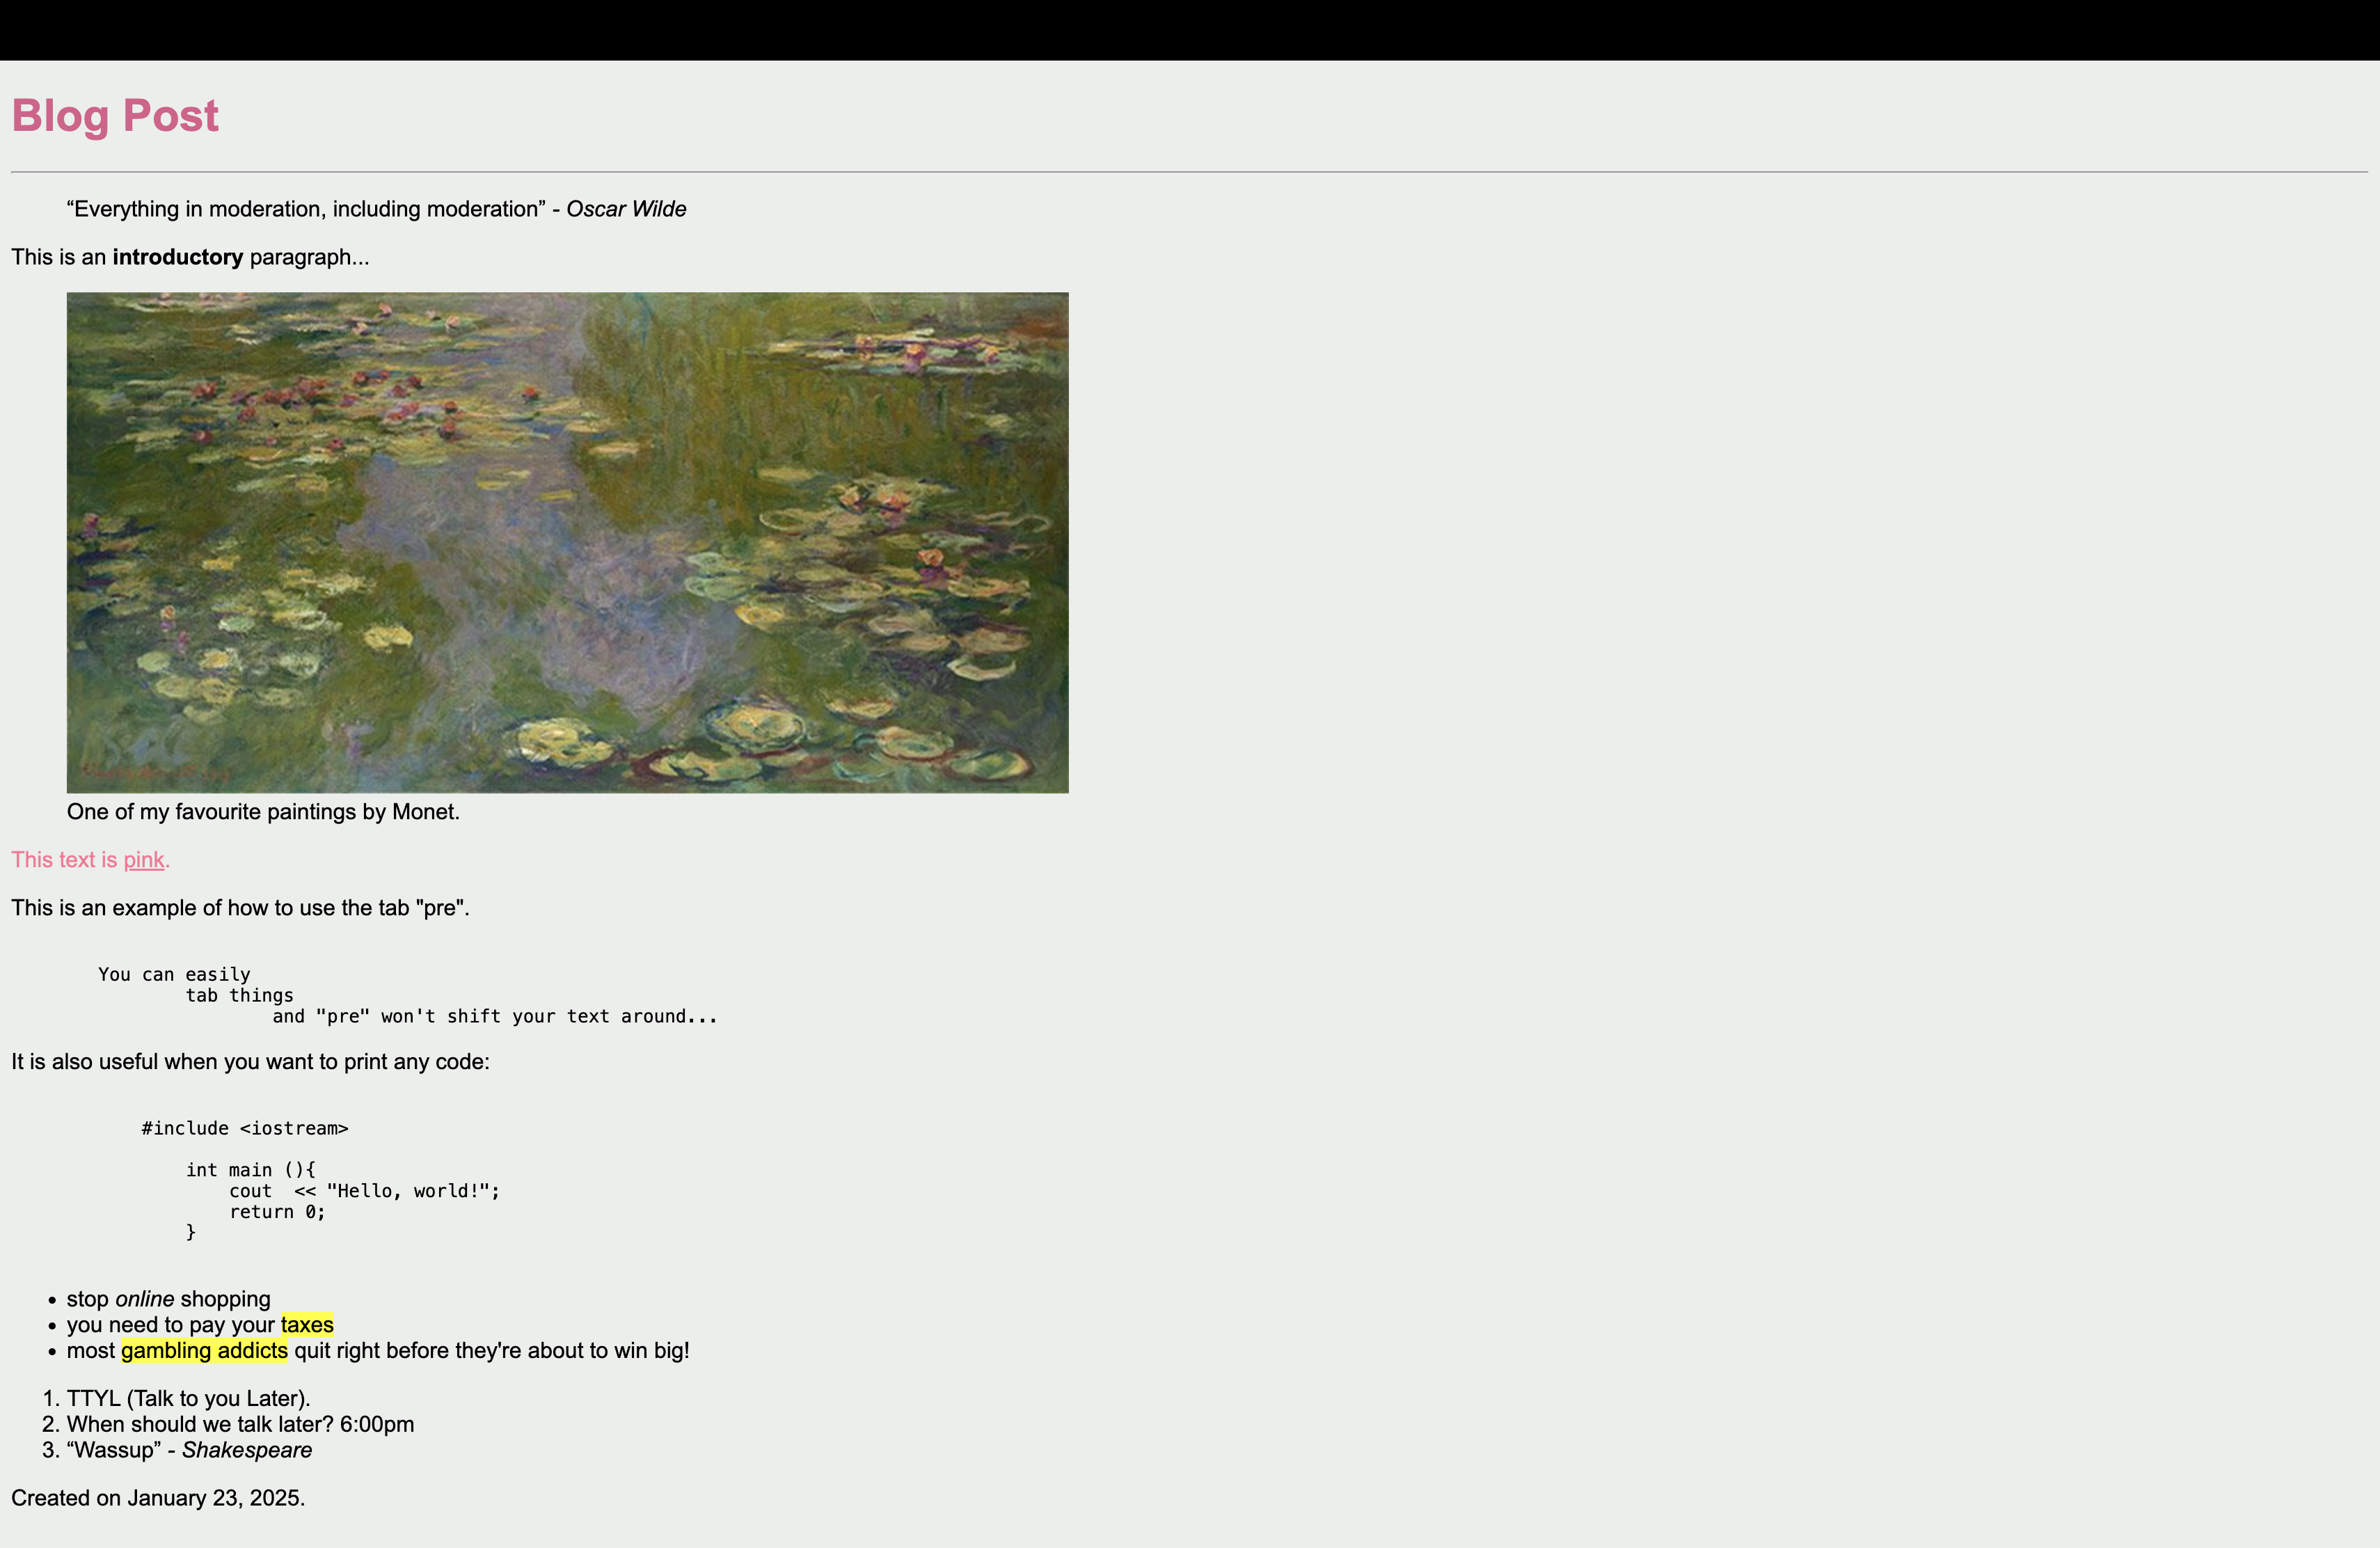 Blog Post
“Everything in moderation, including moderation” - Oscar Wilde
This is an introductory paragraph...
One of my favourite paintings by Monet.
This text is pink.
This is an example of how to use the tab "pre".
You can easily
tab things
and "pre" won't shift your text around...
It is also useful when you want to print any code:
#include <iostream>
int main (){
cout  << "Hello, world!";
return 0;
}
• stop online shopping
• you need to pay your taxes
• most gambling addicts quit right before they're about to win big!
1. TTYL (Talk to you Later).
2. When should we talk later? 6:00pm
3. “Wassup” - Shakespeare
Created on January 23, 2025.